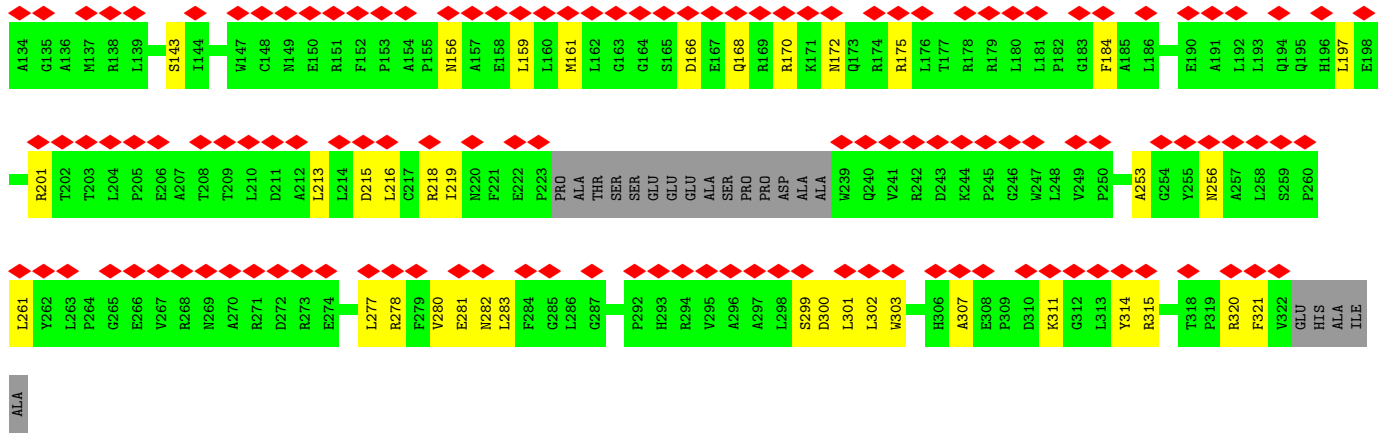 A134 G135 A136 M137 R138 L139 S143 I144 W147 C148 N149 E150 R151 F152 P153 A154 P155 N156 A157 E158 L159 L160 M161 L162 G163 G164 S165 D166 E167 Q168 R169 R170 K171 N172 Q173 R174 R175 L176 T177 R178 R179 L180 L181 P182 G183 F184 A185 L186 E190 A191 L192 L193 Q194 Q195 H196 L197 E198
R201 T202 T203 L204 P205 E206 A207 T208 T209 L210 D211 A212 L213 L214 D215 L216 C217 R218 I219 N220 F221 E222 P223 PRO ALA THR SER SER GLU GLU GLU ALA SER PRO PRO ASP ALA ALA W239 Q240 V241 R242 D243 K244 P245 G246 W247 L248 V249 P250 A253 G254 Y255 N256 A257 L258 S259 P260
L261 Y262 L263 P264 G265 E266 V267 R268 N269 A270 R271 D272 R273 E274 L277 R278 F279 V280 E281 N282 L283 F284 G285 L286 G287 P292 H293 R294 V295 A296 A297 L298 S299 D300 L301 L302 W303 H306 A307 E308 P309 D310 K311 G312 L313 Y314 R315 T318 P319 R320 F321 V322 GLU HIS ALA ILE
ALA